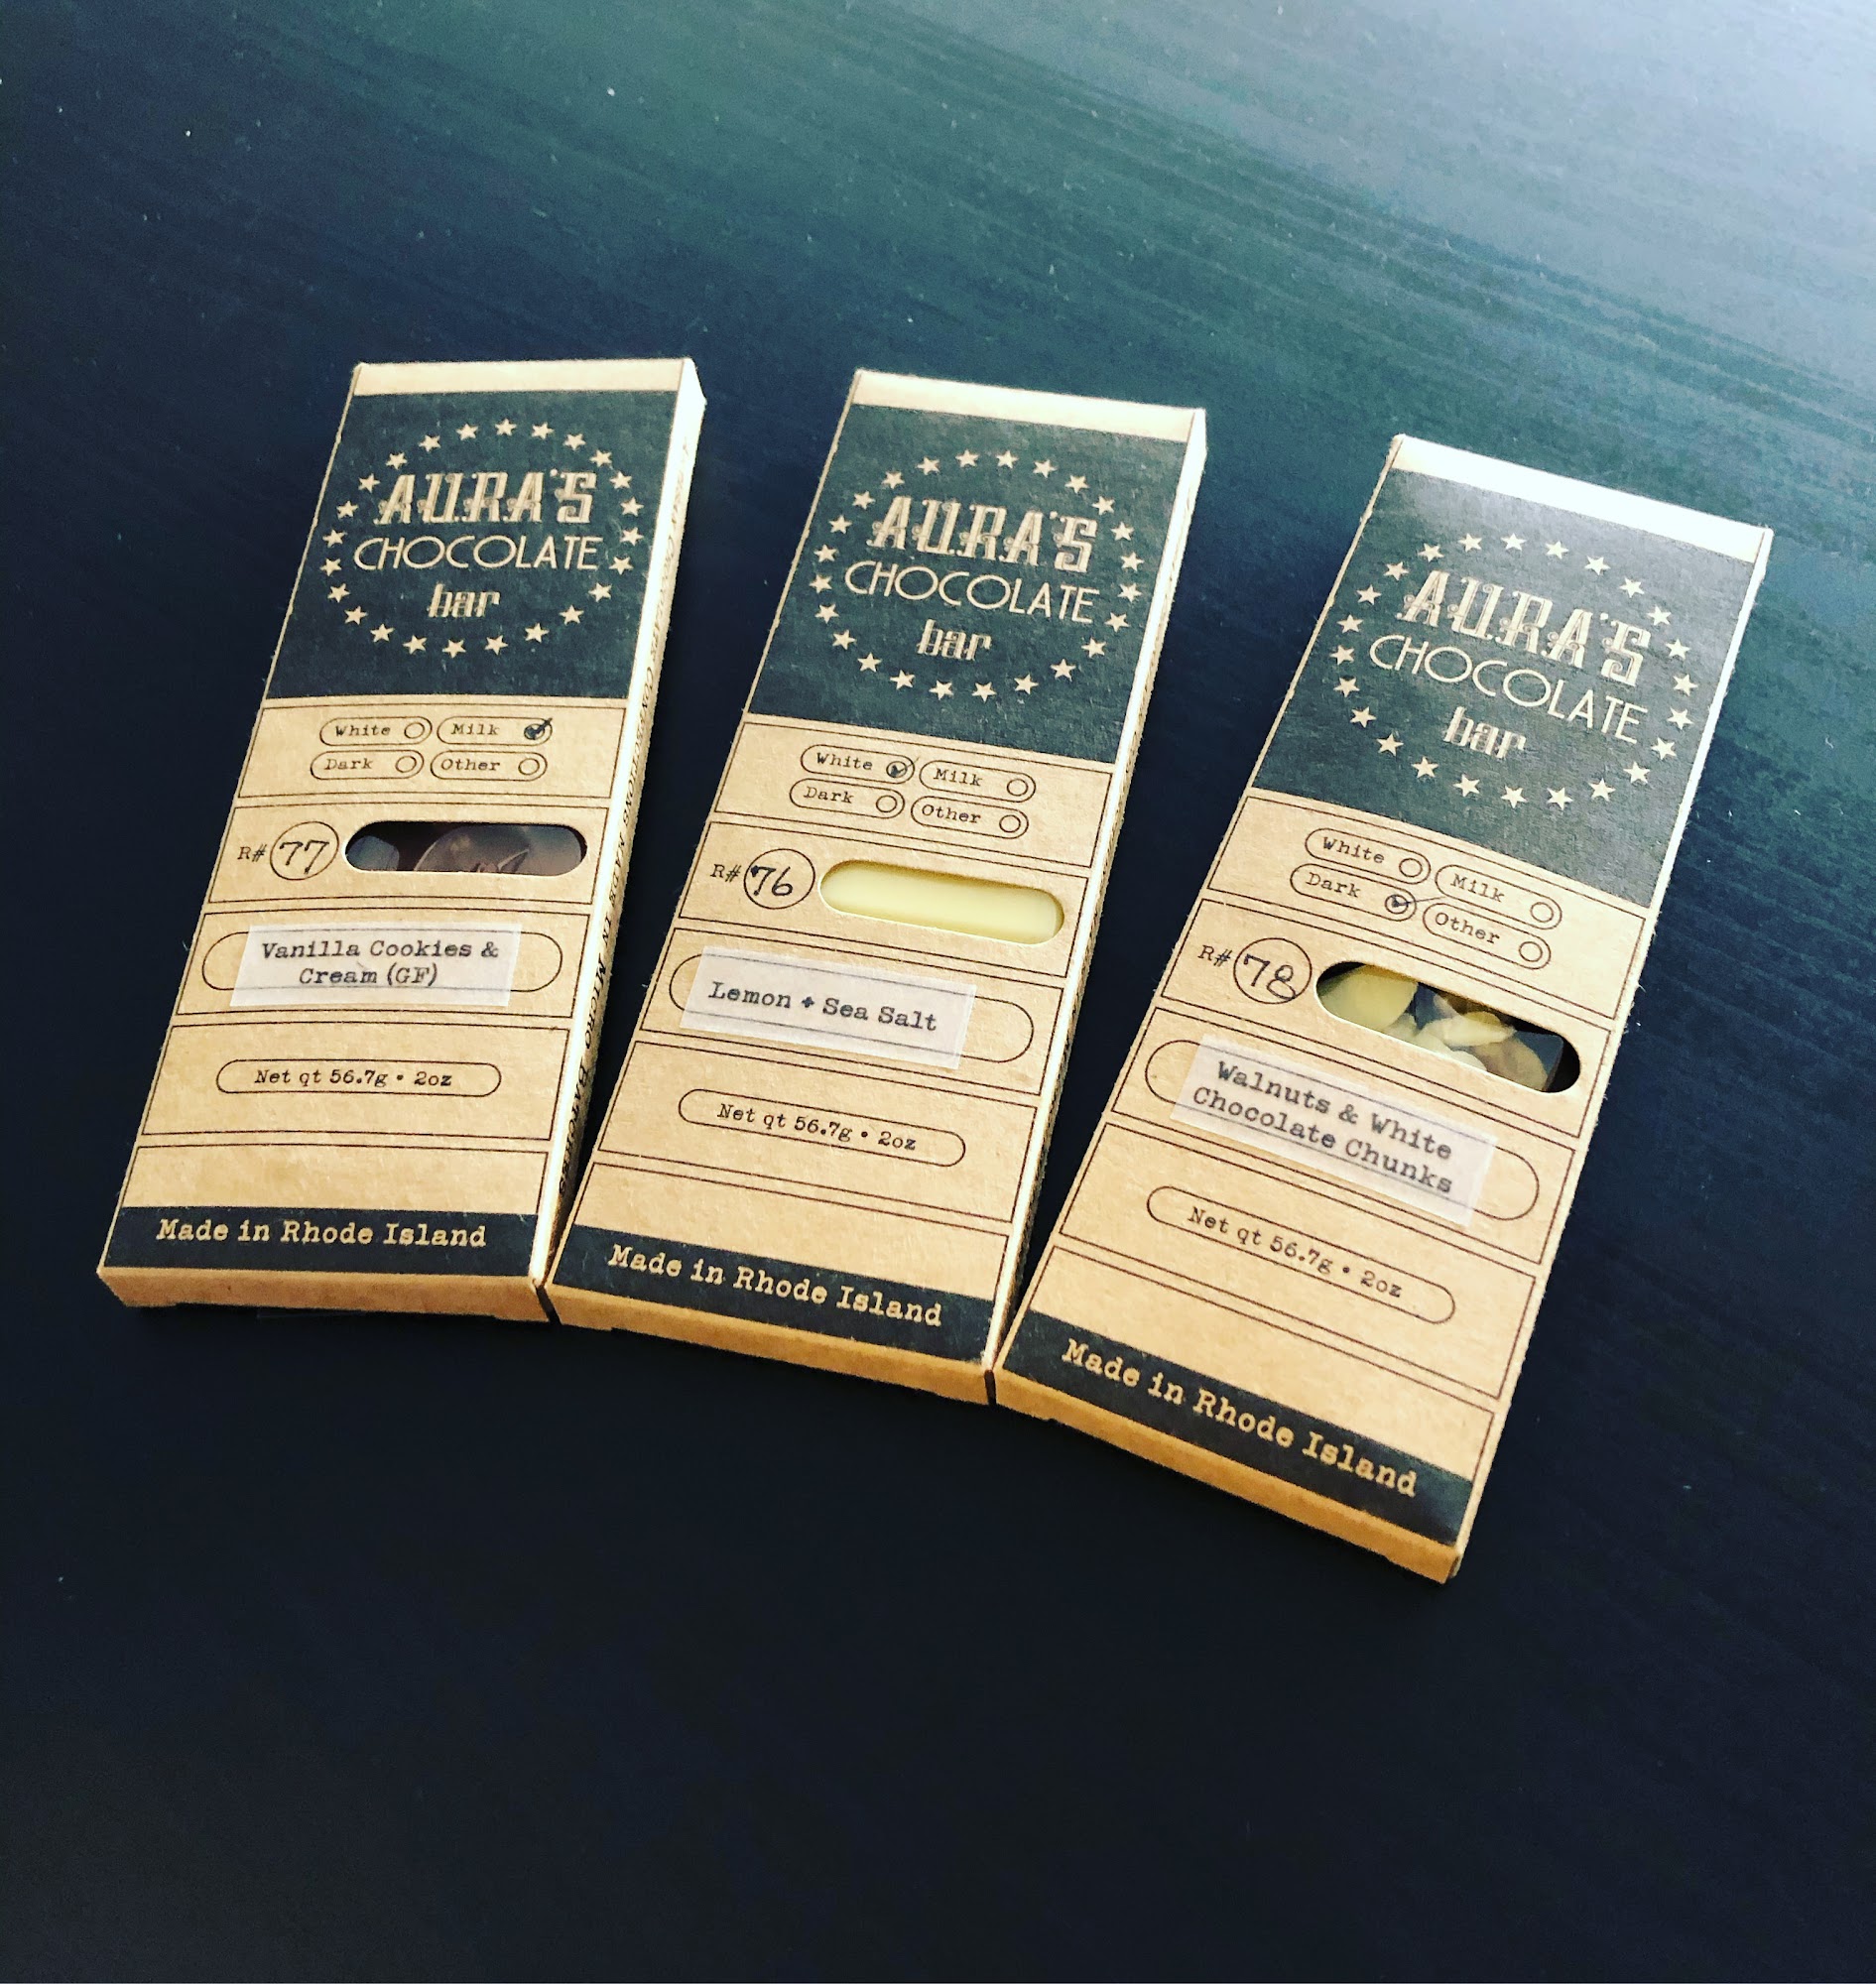 AURA'S
CHOCOLATE
bar
White
Milk
Dark
Other
R# 77
Vanilla Cookies &
Cream (GF)
Net qt 56.7g • 2oz
Made in Rhode Island
AURA'S
CHOCOLATE
bar
White
Milk
Dark
Other
R# 76
Lemon + Sea Salt
Net qt 56.7g • 2oz
Made in Rhode Island
AURA'S
CHOCOLATE
bar
White
Milk
Dark
Other
R# 78
Walnuts & White
Chocolate Chunks
Net qt 56.7g • 2oz
Made in Rhode Island